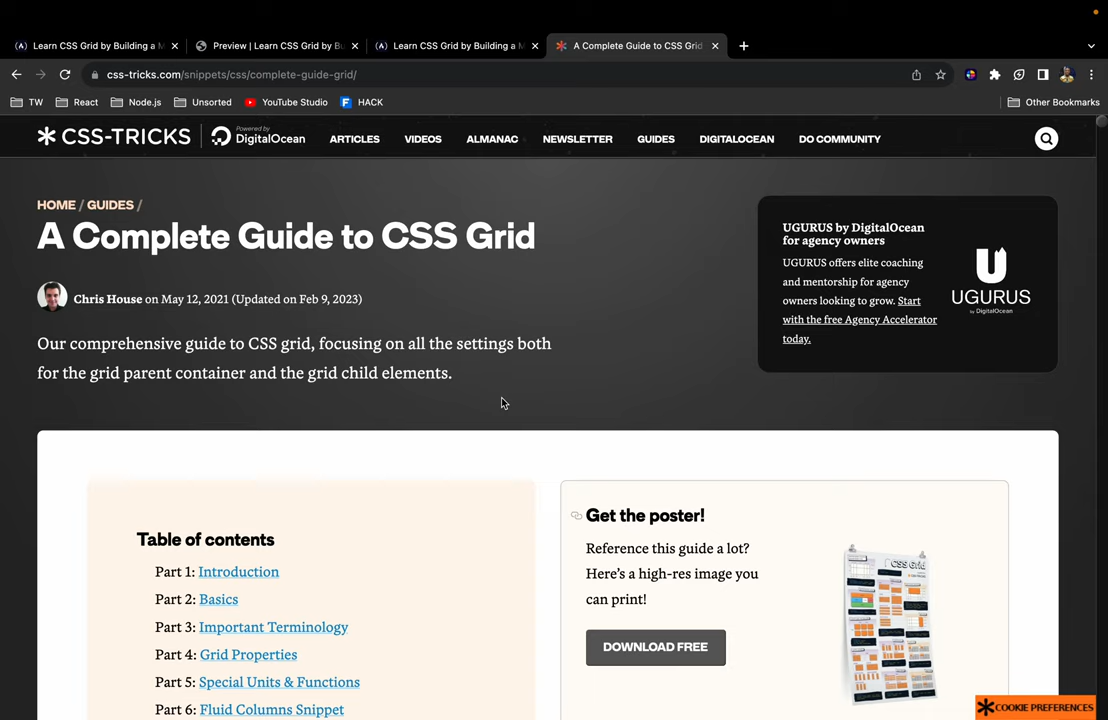 Learn CSS Grid by Building a M
Preview | Learn CSS Grid by Bu
Learn CSS Grid by Building a M
A Complete Guide to CSS Grid
css-tricks.com/snippets/css/complete-guide-grid/
TW
React
Node.js
Unsorted
YouTube Studio
HACK
Other Bookmarks
CSS-TRICKS
Powered by
DigitalOcean
ARTICLES
VIDEOS
ALMANAC
NEWSLETTER
GUIDES
DIGITALOCEAN
DO COMMUNITY
HOME / GUIDES /
A Complete Guide to CSS Grid
Chris House on May 12, 2021 (Updated on Feb 9, 2023)
Our comprehensive guide to CSS grid, focusing on all the settings both
for the grid parent container and the grid child elements.
UGURUS by DigitalOcean
for agency owners
UGURUS offers elite coaching
and mentorship for agency
owners looking to grow. Start
with the free Agency Accelerator
today.
UGURUS
by DigitalOcean
Table of contents
Part 1: Introduction
Part 2: Basics
Part 3: Important Terminology
Part 4: Grid Properties
Part 5: Special Units & Functions
Part 6: Fluid Columns Snippet
Get the poster!
Reference this guide a lot?
Here's a high-res image you
can print!
DOWNLOAD FREE
CSS Grid
COOKIE PREFERENCES